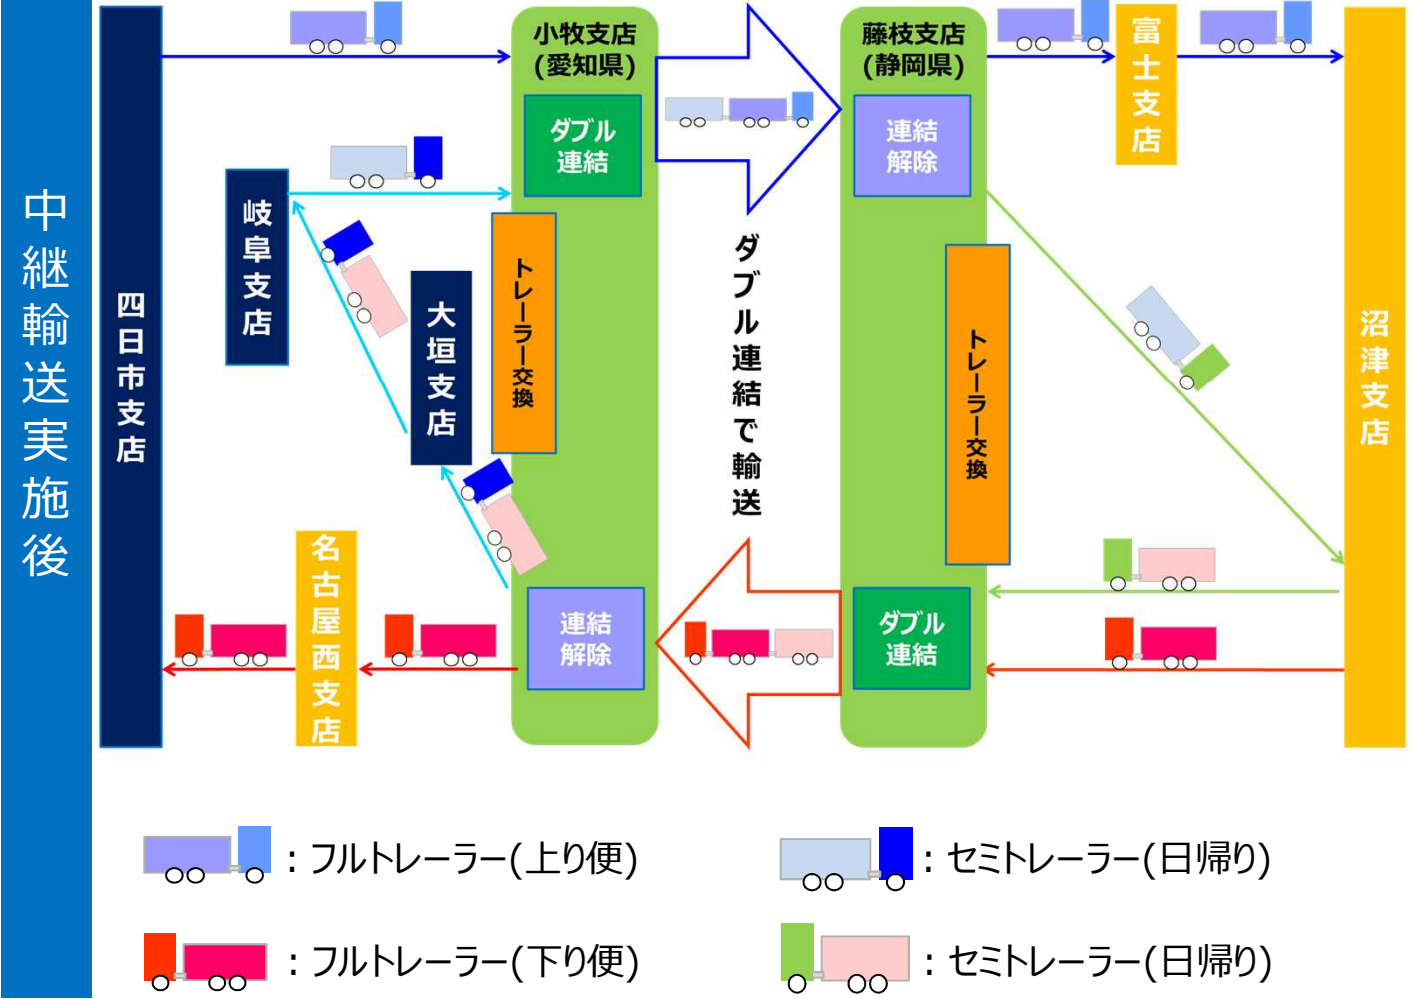 中継輸送実施後
四日市支店
岐阜支店
大垣支店
名古屋西支店
小牧支店
(愛知県)
ダブル
連結
トレーラー交換
連結
解除
ダブル連結で輸送
藤枝支店
(静岡県)
連結
解除
トレーラー交換
ダブル
連結
富士支店
沼津支店
：フルトレーラー(上り便)
：セミトレーラー(日帰り)
：フルトレーラー(下り便)
：セミトレーラー(日帰り)